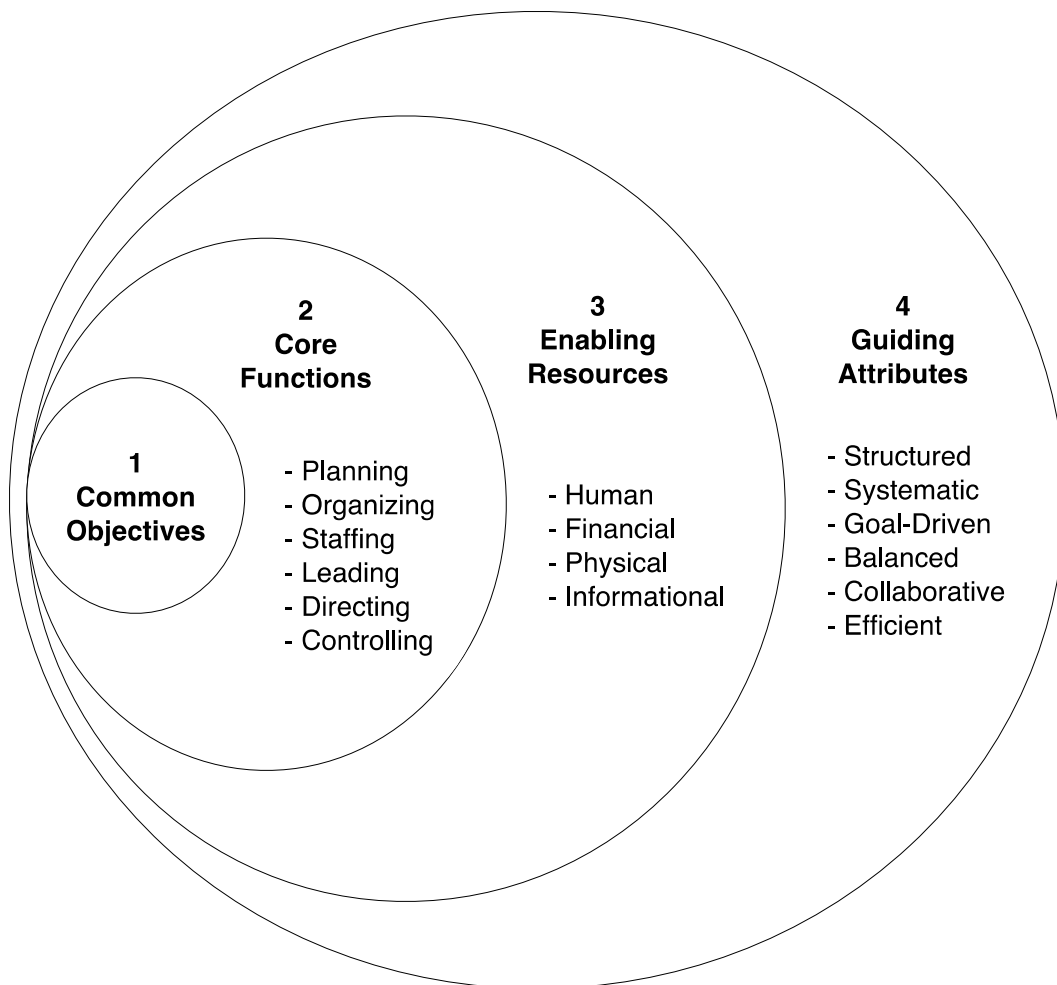 1
Common
Objectives
2
Core
Functions
- Planning
- Organizing
- Staffing
- Leading
- Directing
- Controlling
3
Enabling
Resources
- Human
- Financial
- Physical
- Informational
4
Guiding
Attributes
- Structured
- Systematic
- Goal-Driven
- Balanced
- Collaborative
- Efficient